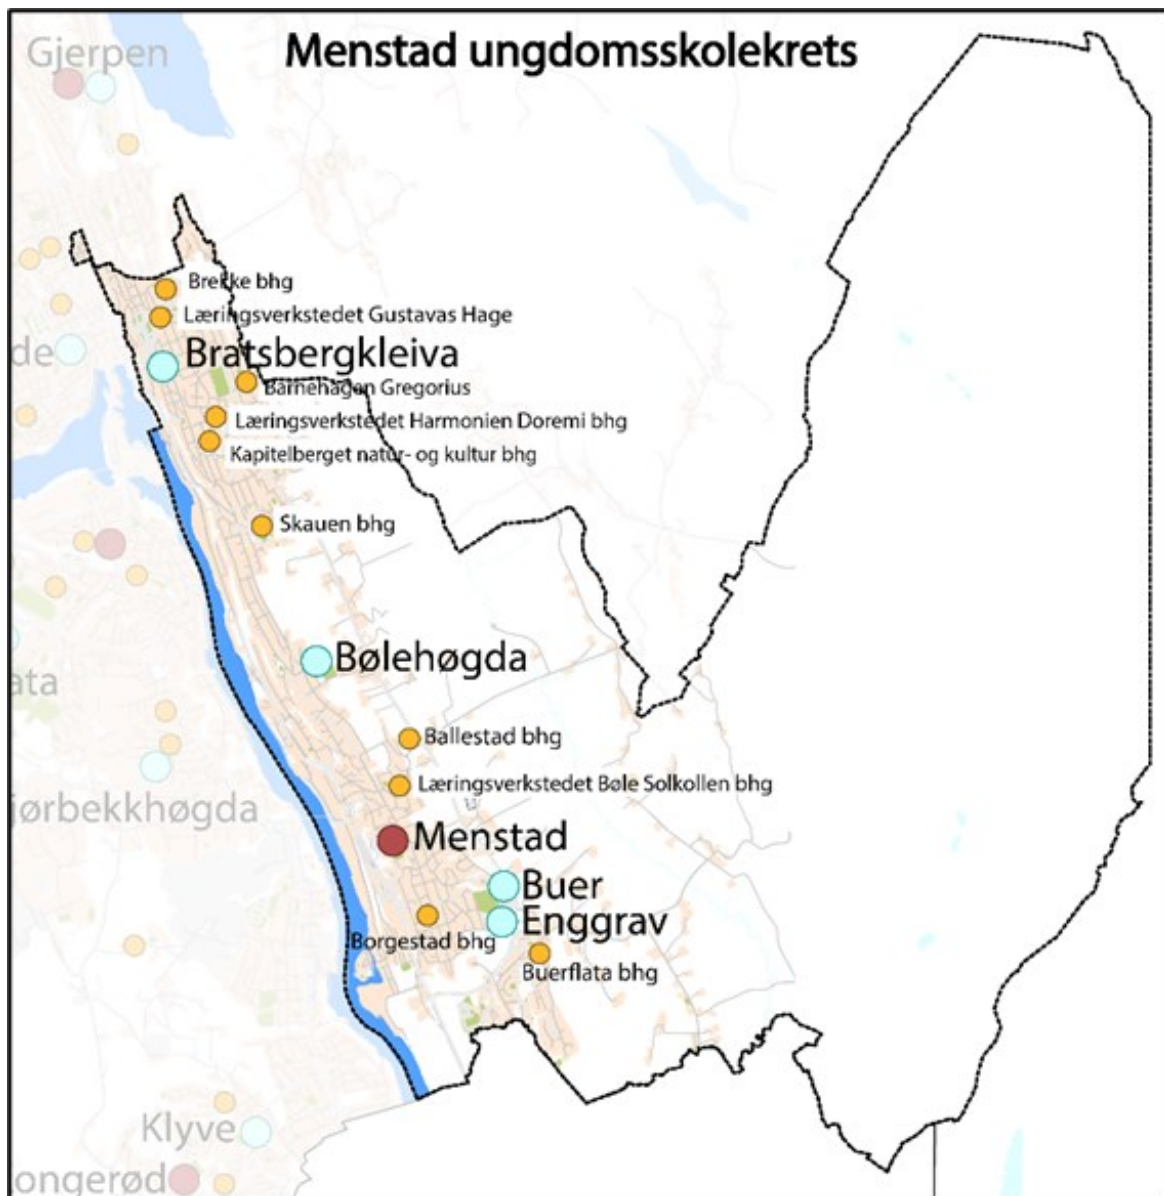 Menstad ungdomsskolekrets
Gjerpen
Brekke bhg
Læringsverkstedet Gustavas Hage
de
Bratsbergkleiva
Barnehagen Gregorius
Læringsverkstedet Harmonien Doremi bhg
Kapitelberget natur- og kultur bhg
Skauen bhg
Bølehøgda
ata
Ballestad bhg
Læringsverkstedet Bøle Solkollen bhg
jørbekkhøgda
Menstad
Buer
Enggrav
Borgestad bhg
Buerflata bhg
Klyve
ongerød